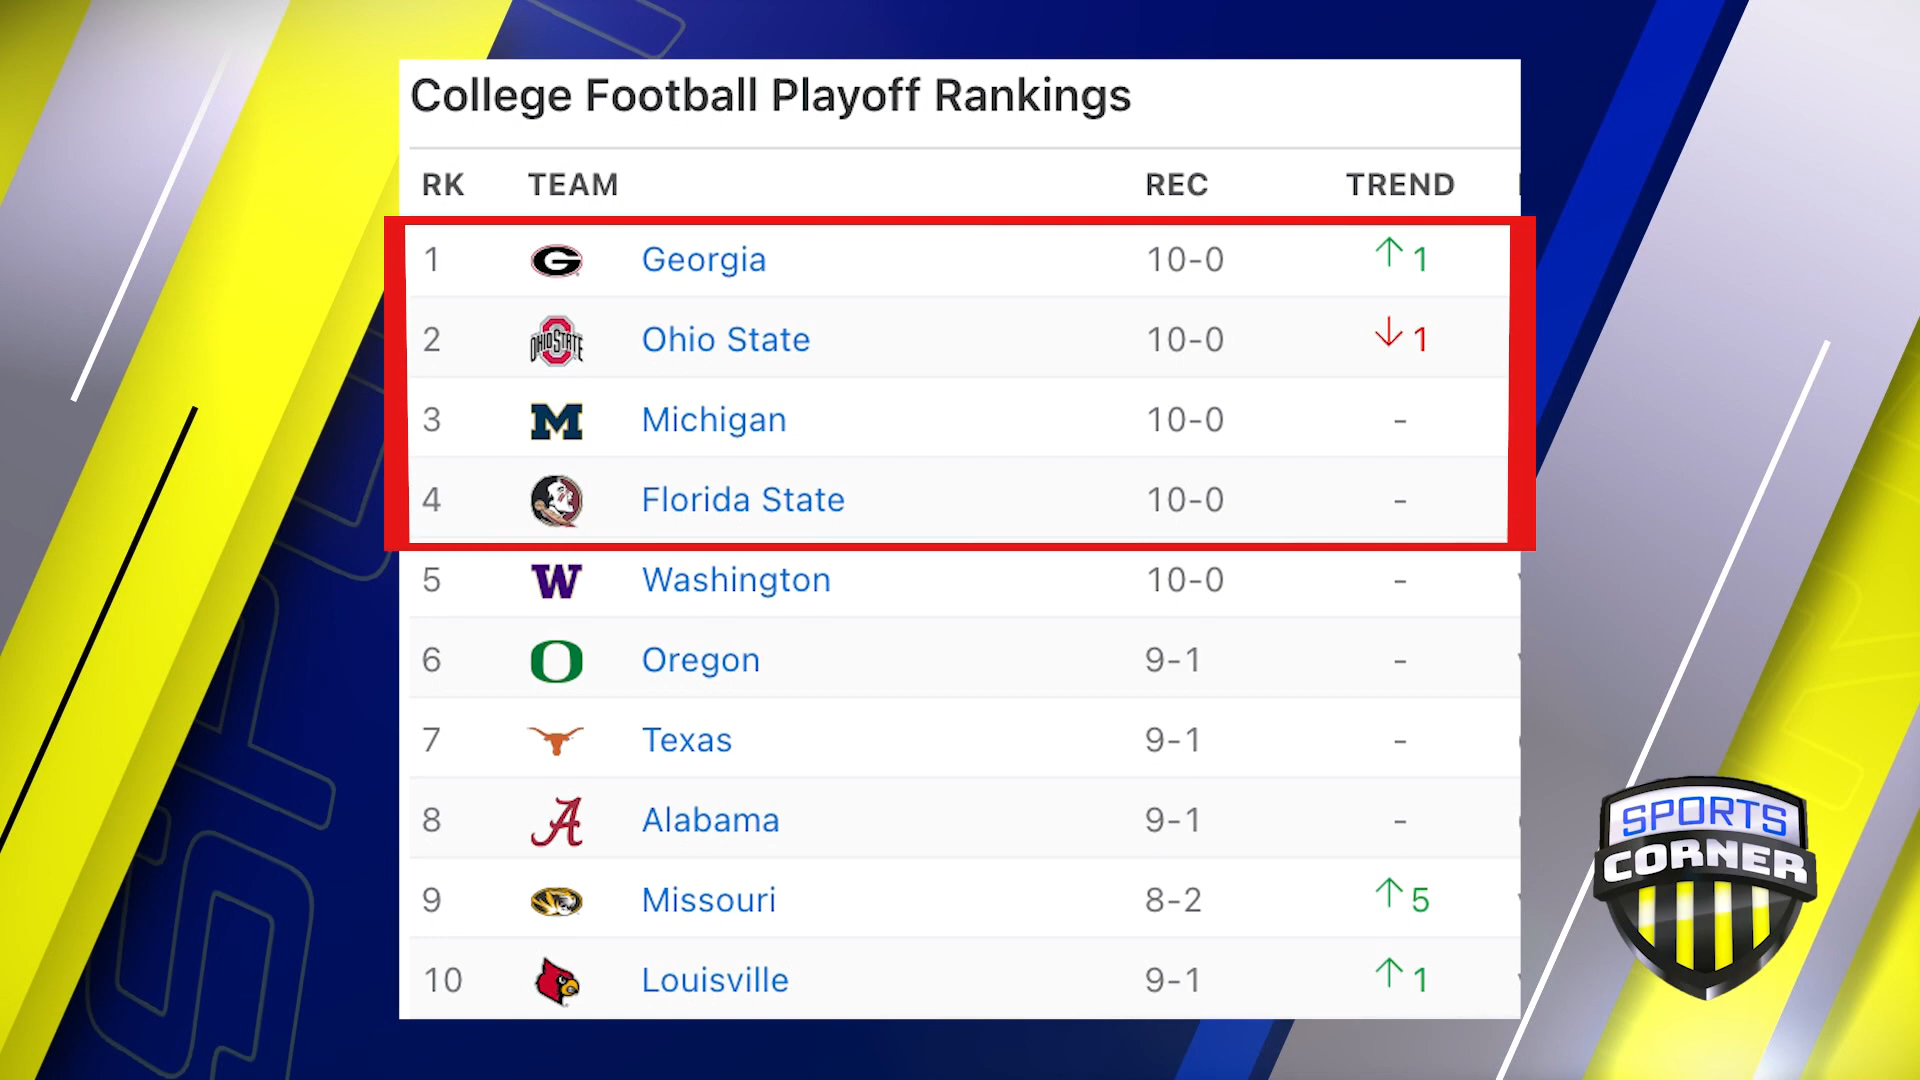 College Football Playoff Rankings
RK TEAM REC TREND
1 G Georgia 10-0 ↑1
2 OHIO STATE Ohio State 10-0 ↓1
3 M Michigan 10-0 -
4 Florida State 10-0 -
5 W Washington 10-0 -
6 O Oregon 9-1 -
7 Texas 9-1 -
8 A Alabama 9-1 -
9 Missouri 8-2 ↑5
10 Louisville 9-1 ↑1
SPORTS
CORNER